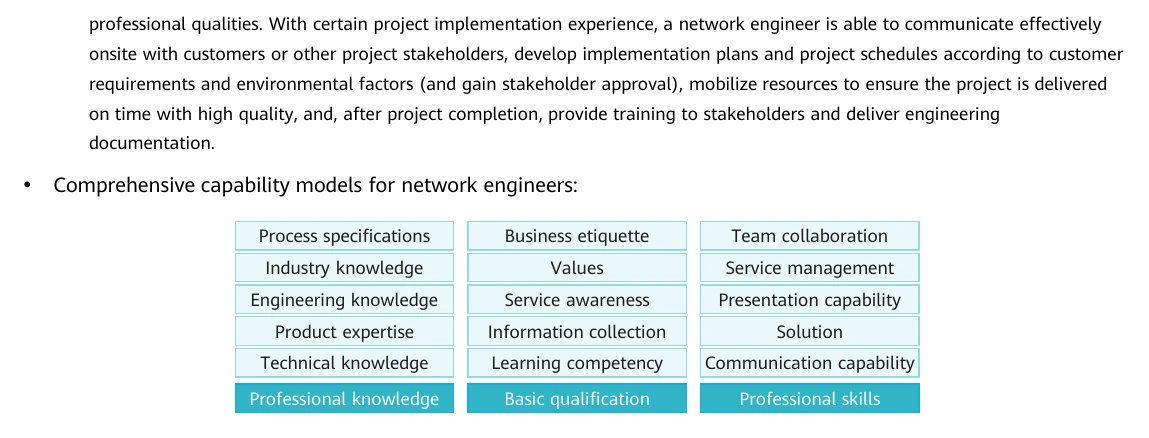 professional qualities. With certain project implementation experience, a network engineer is able to communicate effectively
onsite with customers or other project stakeholders, develop implementation plans and project schedules according to customer
requirements and environmental factors (and gain stakeholder approval), mobilize resources to ensure the project is delivered
on time with high quality, and, after project completion, provide training to stakeholders and deliver engineering
documentation.
• Comprehensive capability models for network engineers:
Process specifications Business etiquette Team collaboration
Industry knowledge Values Service management
Engineering knowledge Service awareness Presentation capability
Product expertise Information collection Solution
Technical knowledge Learning competency Communication capability
Professional knowledge Basic qualification Professional skills